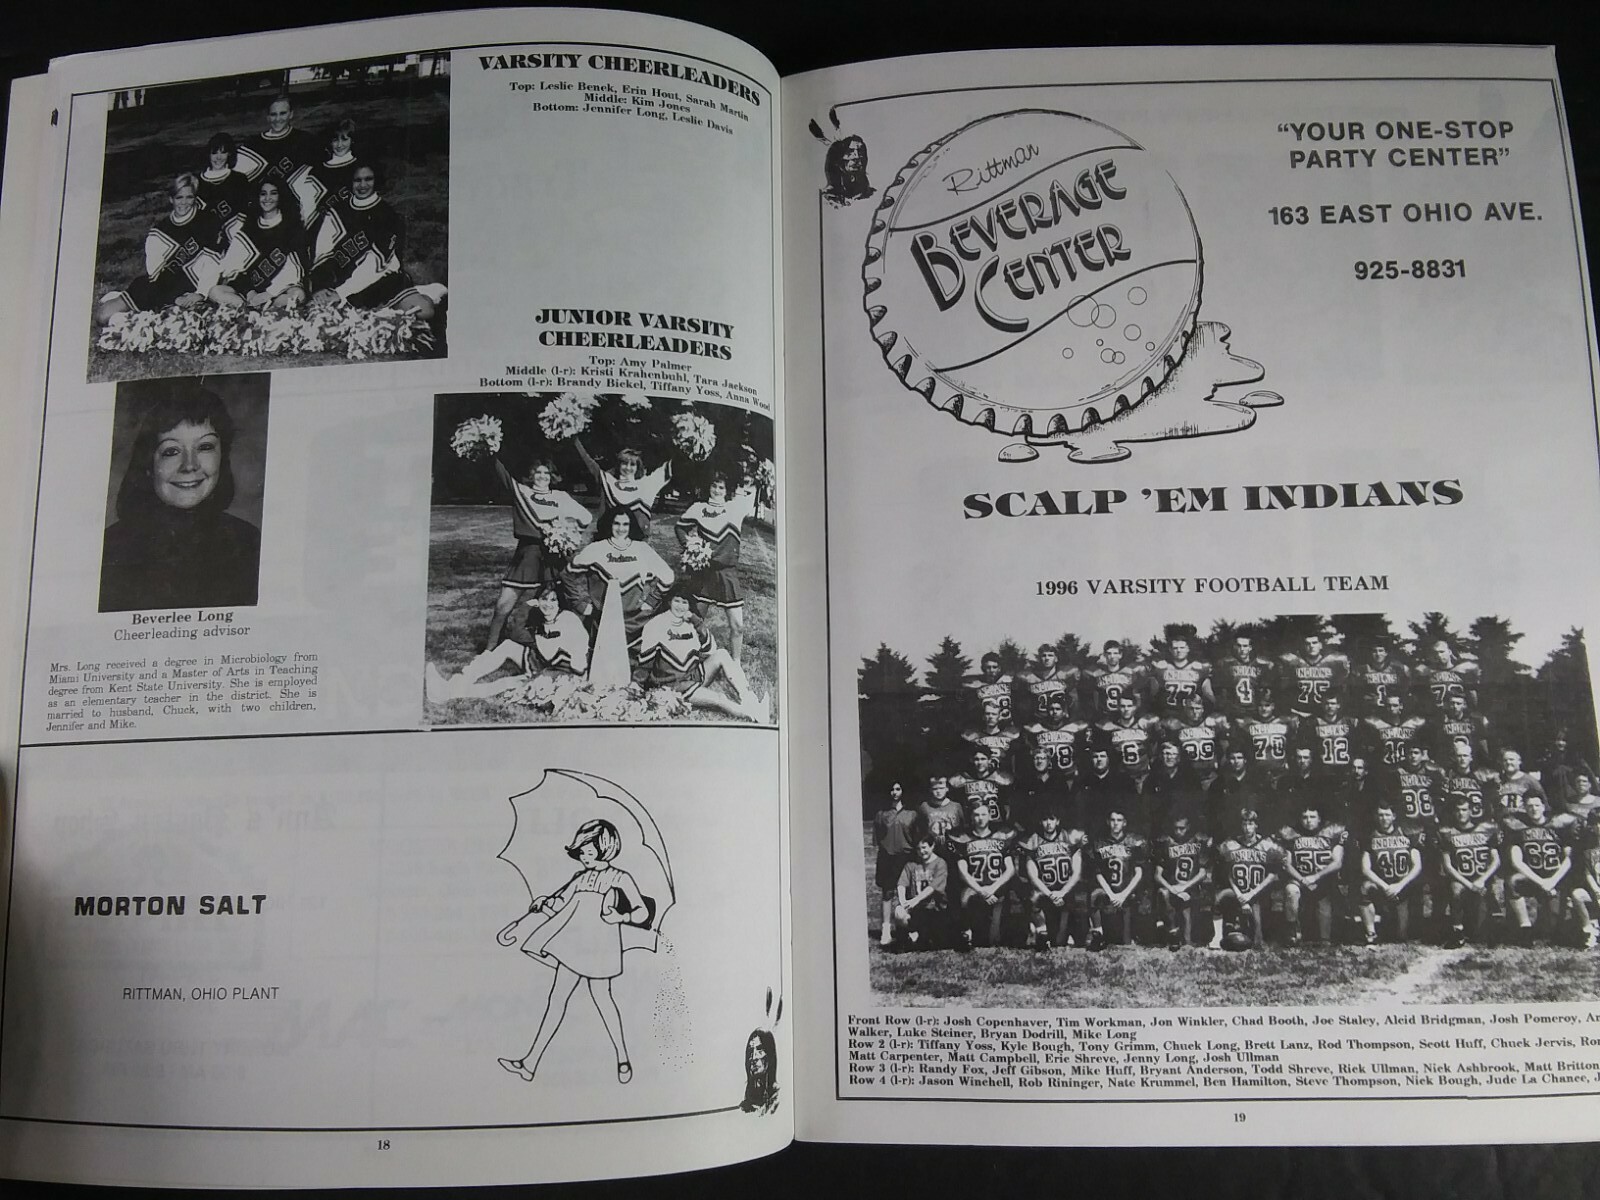 VARSITY CHEERLEADERS
Top: Leslie Benek, Erin Hout, Sarah Martin
Middle: Kim Jones
Bottom: Jennifer Long, Leslie Davis
JUNIOR VARSITY
CHEERLEADERS
Top: Amy Palmer
Middle (l-r): Kristi Krahenbuhl, Tara Jackson
Bottom (l-r): Brandy Bickel, Tiffany Yoss, Anna Wood
Beverlee Long
Cheerleading advisor
Mrs. Long received a degree in Microbiology from
Miami University and a Master of Arts in Teaching
degree from Kent State University. She is employed
as an elementary teacher in the district. She is
married to husband, Chuck, with two children,
Jennifer and Mike.
MORTON SALT
RITTMAN, OHIO PLANT
18
Rittman
BEVERAGE
CENTER
"YOUR ONE-STOP
PARTY CENTER"
163 EAST OHIO AVE.
925-8831
SCALP 'EM INDIANS
1996 VARSITY FOOTBALL TEAM
Front Row (l-r): Josh Copenhaver, Tim Workman, Jon Winkler, Chad Booth, Joe Staley, Alcid Bridgman, Josh Pomeroy,
Walker, Luke Steiner, Bryan Dodrill, Mike Long
Row 2 (l-r): Tiffany Yoss, Kyle Bough, Tony Grimm, Chuck Long, Brett Lanz, Rod Thompson, Scott Huff, Chuck Jervis,
Matt Carpenter, Matt Campbell, Eric Shreve, Jenny Long, Josh Ullman
Row 3 (l-r): Randy Fox, Jeff Gibson, Mike Huff, Bryant Anderson, Todd Shreve, Rick Ullman, Nick Ashbrook, Matt Britton
Row 4 (l-r): Jason Winchell, Rob Rininger, Nate Krummel, Ben Hamilton, Steve Thompson, Nick Bough, Jude La Chance,
19